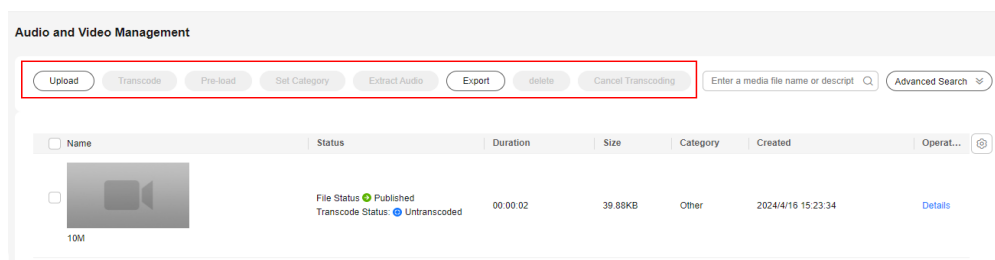 Audio and Video Management
Upload Transcode Pre-load Set Category Extract Audio Export delete Cancel Transcoding Enter a media file name or descript Advanced Search
Name Status Duration Size Category Created Operat...
File Status Published
Transcode Status: Untranscoded
00:00:02 39.88KB Other 2024/4/16 15:23:34 Details
10M